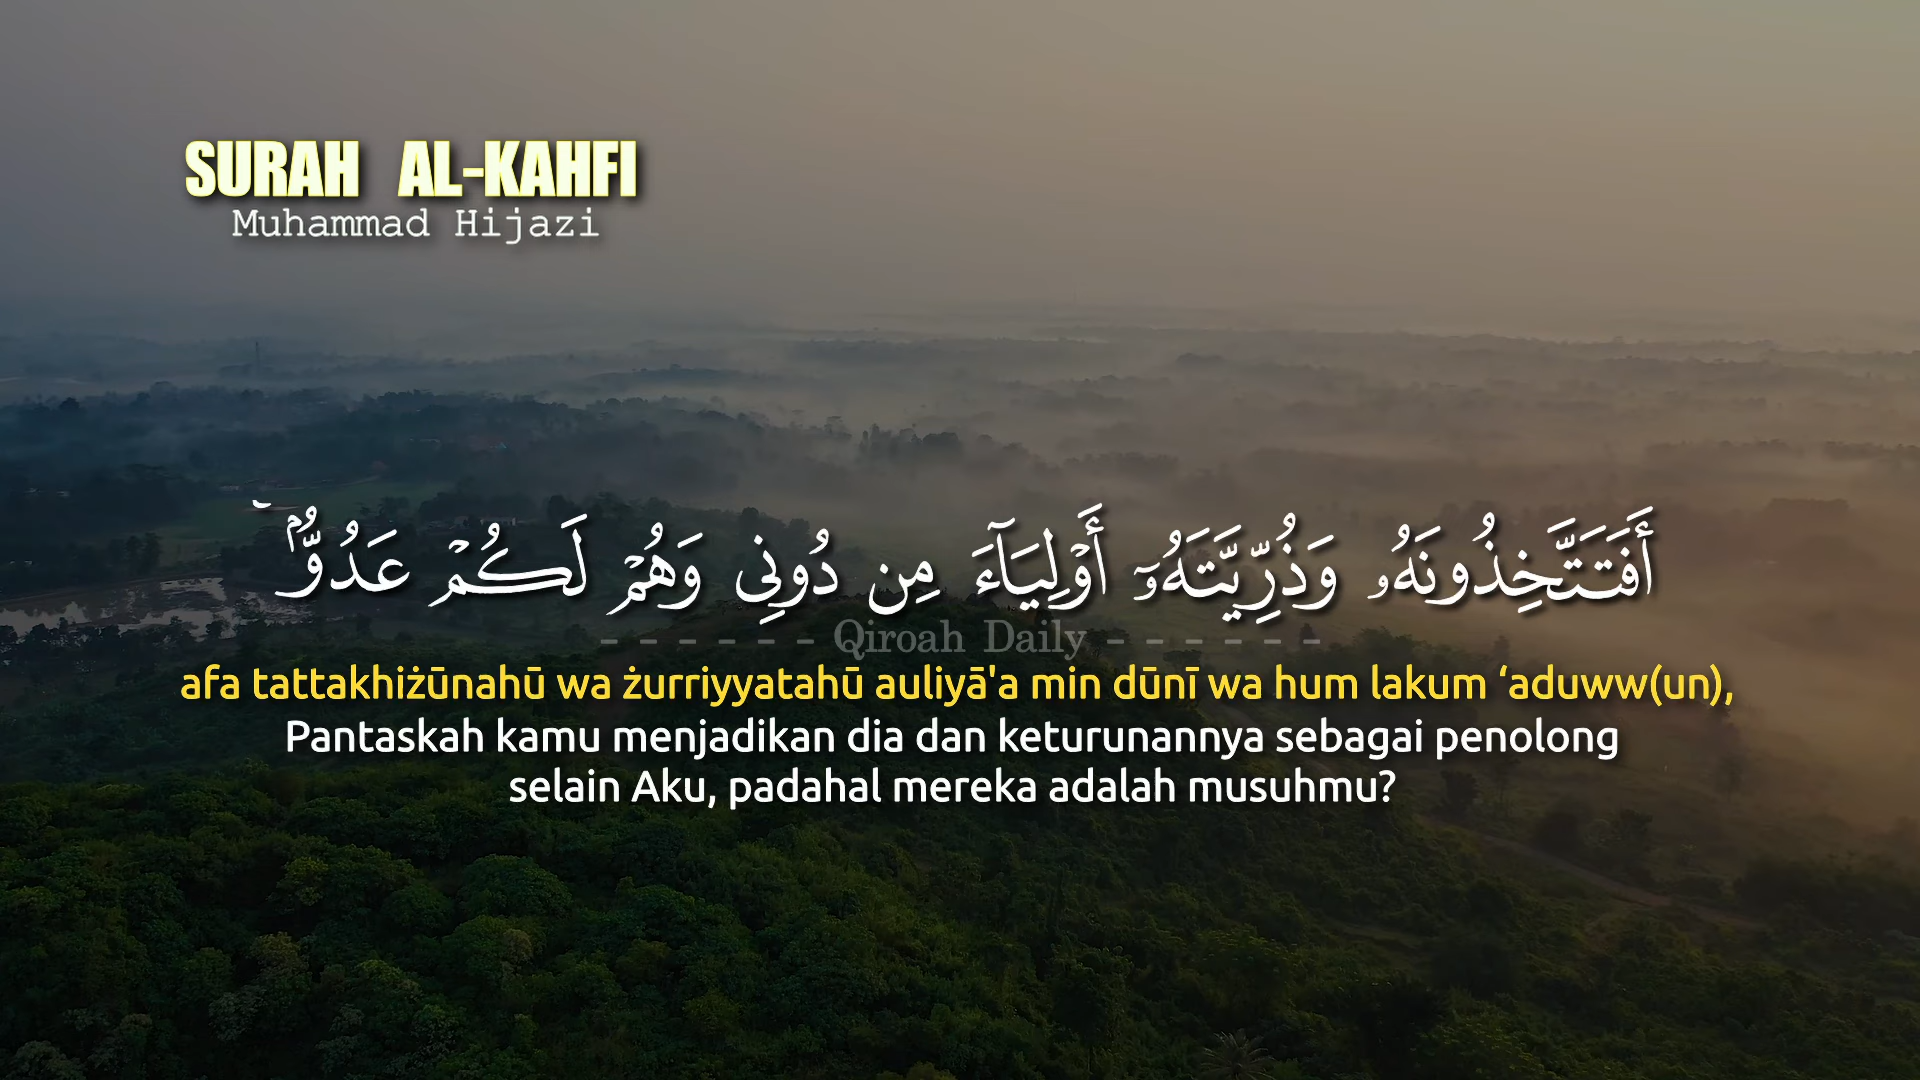 SURAH AL-KAHFI
Muhammad Hijazi
أَفَتَتَّخِذُونَهُۥ وَذُرِّيَّتَهُۥٓ أَوْلِيَآءَ مِن دُونِى وَهُمْ لَكُمْ عَدُوٌّۢ ۚ
- - - - - - Qiroah Daily - - - - - -
afa tattakhiżūnahū wa żurriyyatahū auliyā'a min dūnī wa hum lakum ‘aduww(un),
Pantaskah kamu menjadikan dia dan keturunannya sebagai penolong
selain Aku, padahal mereka adalah musuhmu?